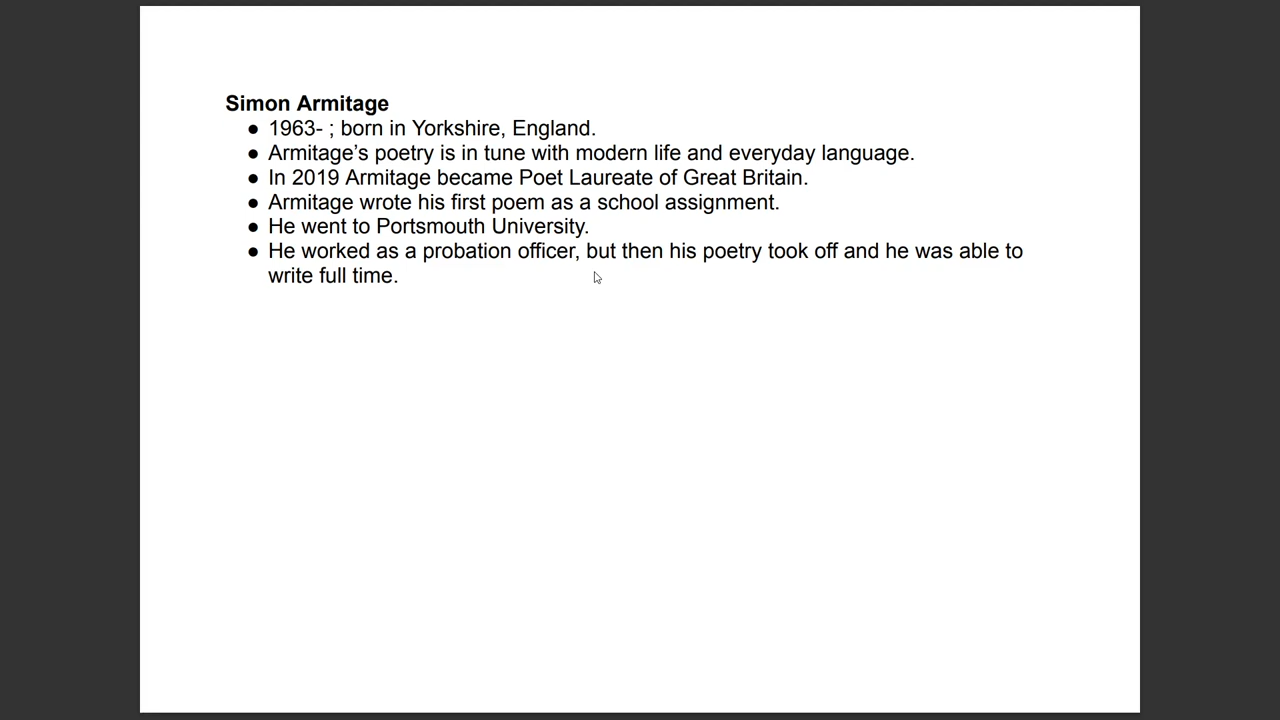 Simon Armitage
● 1963- ; born in Yorkshire, England.
● Armitage’s poetry is in tune with modern life and everyday language.
● In 2019 Armitage became Poet Laureate of Great Britain.
● Armitage wrote his first poem as a school assignment.
● He went to Portsmouth University.
● He worked as a probation officer, but then his poetry took off and he was able to
write full time.